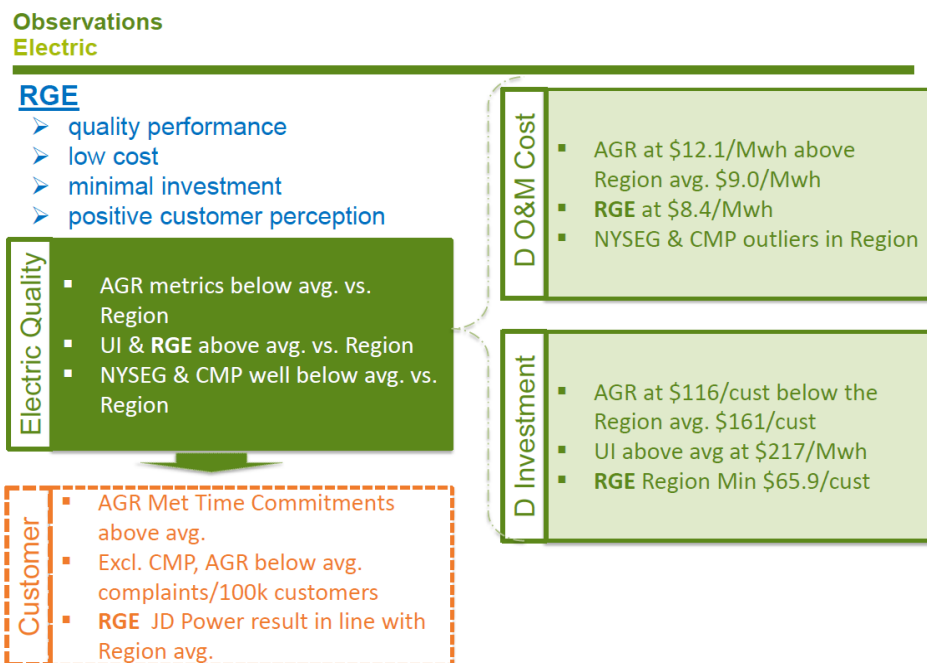 Observations
Electric
RGE
➢ quality performance
➢ low cost
➢ minimal investment
➢ positive customer perception
Electric Quality
▪ AGR metrics below avg. vs.
Region
▪ UI & RGE above avg. vs. Region
▪ NYSEG & CMP well below avg. vs.
Region
Customer
▪ AGR Met Time Commitments
above avg.
▪ Excl. CMP, AGR below avg.
complaints/100k customers
▪ RGE JD Power result in line with
Region avg.
D O&M Cost
▪ AGR at $12.1/Mwh above
Region avg. $9.0/Mwh
▪ RGE at $8.4/Mwh
▪ NYSEG & CMP outliers in Region
D Investment
▪ AGR at $116/cust below the
Region avg. $161/cust
▪ UI above avg at $217/Mwh
▪ RGE Region Min $65.9/cust